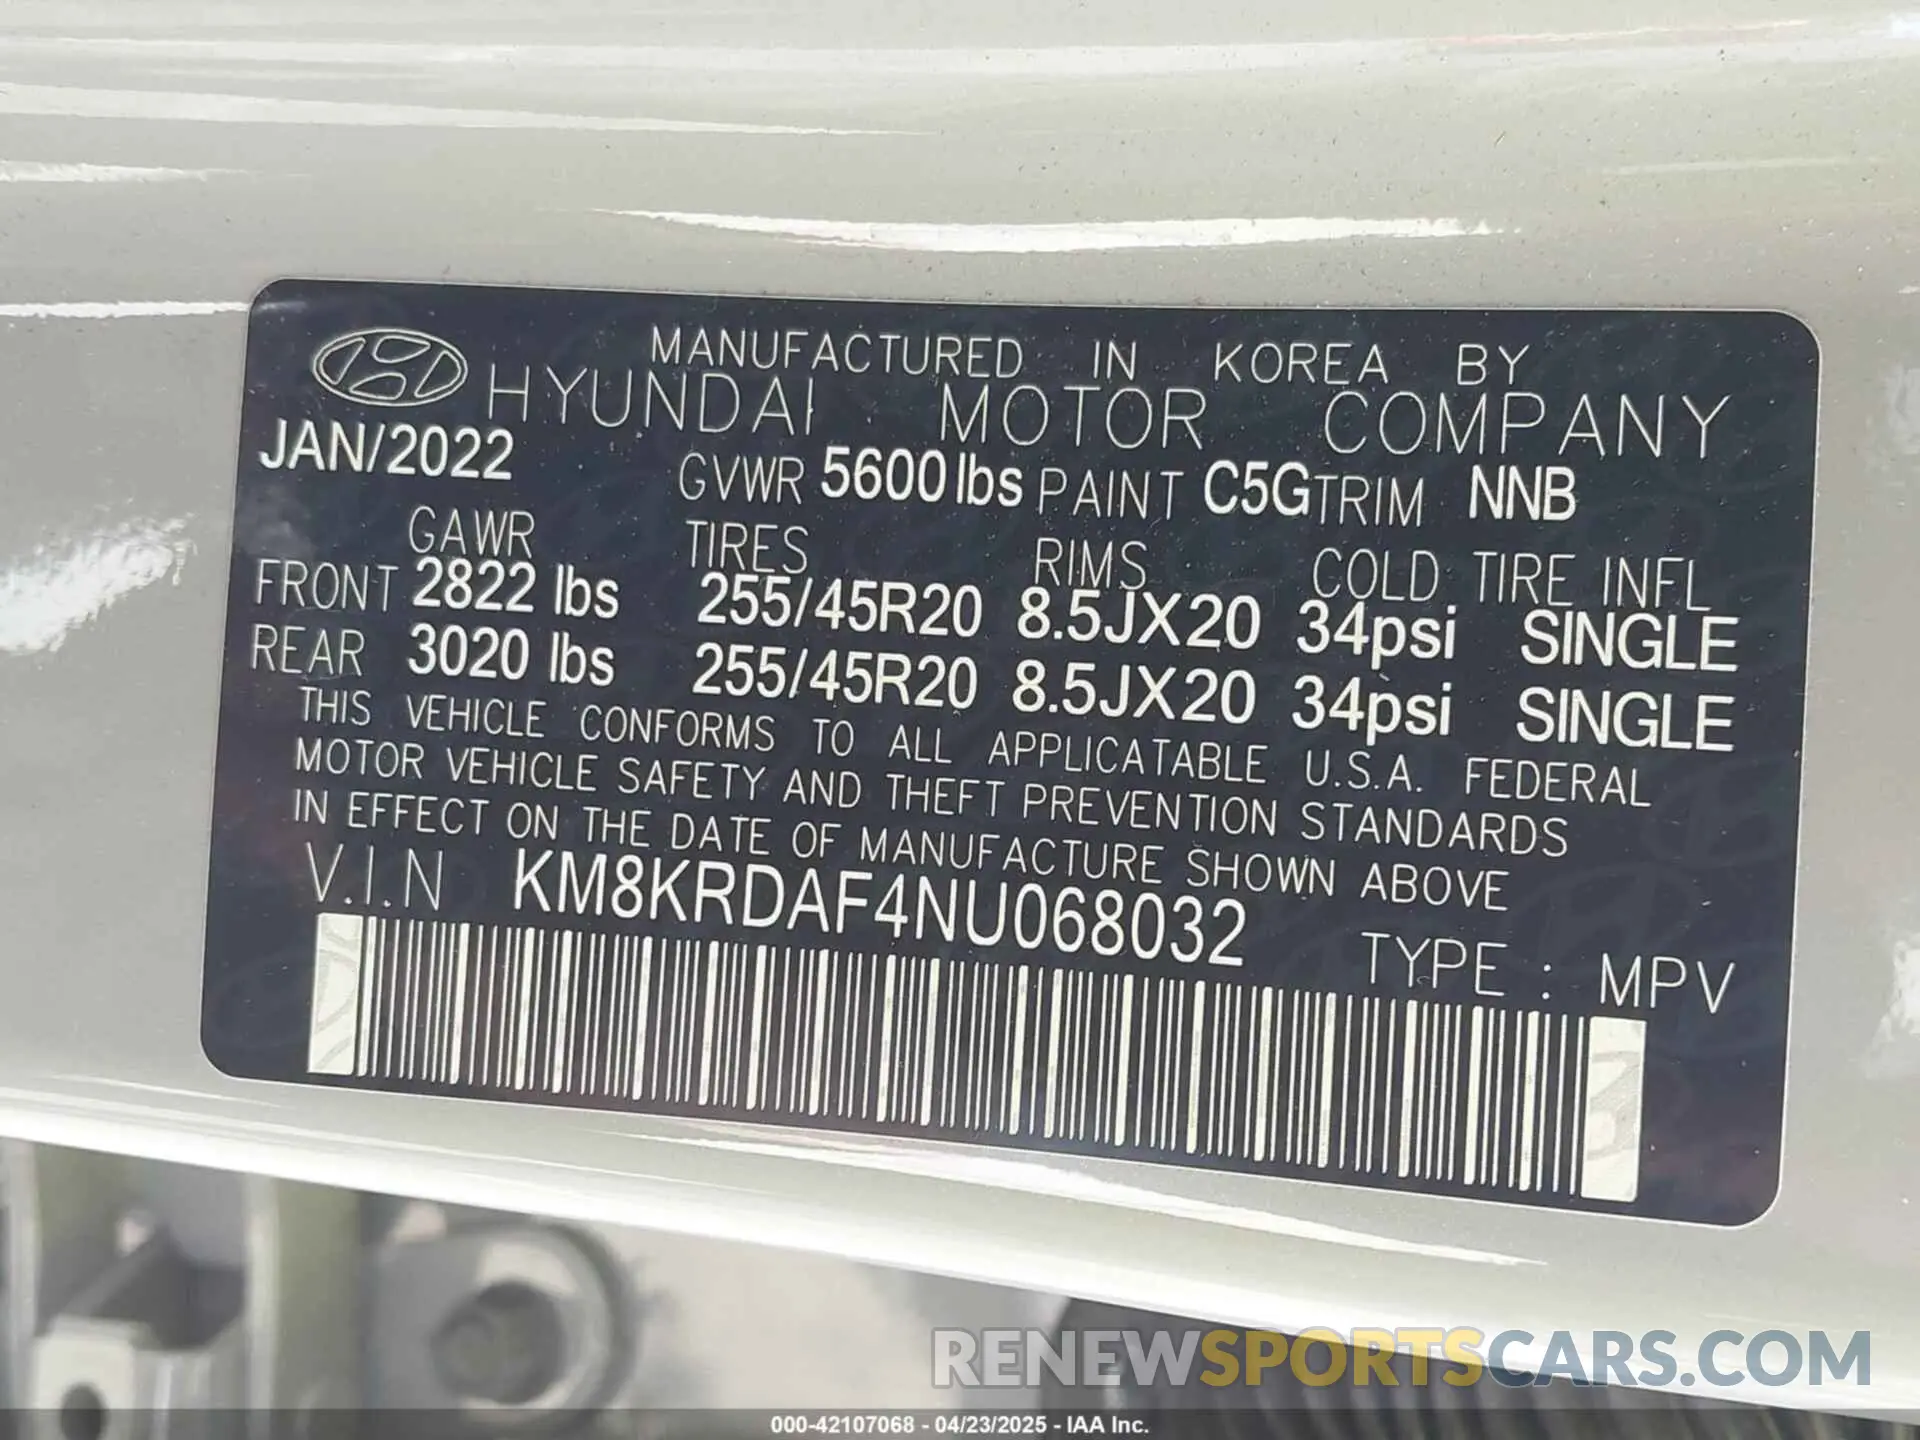 MANUFACTURED IN KOREA BY
HYUNDAI MOTOR COMPANY
JAN/2022 GVWR 5600 lbs PAINT C5G TRIM NNB
GAWR TIRES RIMS COLD TIRE INFL
FRONT 2822 lbs 255/45R20 8.5JX20 34psi SINGLE
REAR 3020 lbs 255/45R20 8.5JX20 34psi SINGLE
THIS VEHICLE CONFORMS TO ALL APPLICATABLE U.S.A. FEDERAL
MOTOR VEHICLE SAFETY AND THEFT PREVENTION STANDARDS
IN EFFECT ON THE DATE OF MANUFACTURE SHOWN ABOVE
V.I.N KM8KRDAF4NU068032
TYPE : MPV
RENEWSPORTSCARS.COM
000-42107068 - 04/23/2025 - IAA Inc.